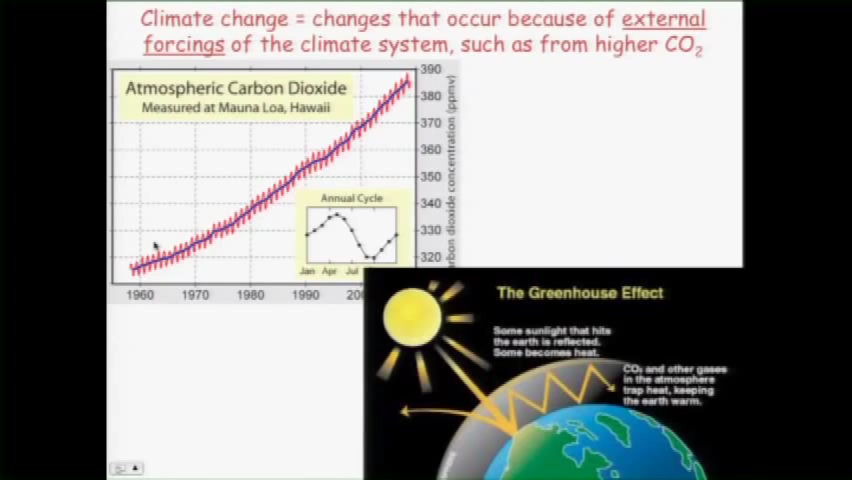 Climate change = changes that occur because of external
forcings of the climate system, such as from higher CO₂
Atmospheric Carbon Dioxide
Measured at Mauna Loa, Hawaii
390
380
370
360
350
340
330
320
dioxide concentration (ppmv)
Annual Cycle
Jan Apr Jul
1960 1970 1980 1990
The Greenhouse Effect
Some sunlight that hits
the earth is reflected.
Some becomes heat.
CO₂ and other gases
in the atmosphere
trap heat, keeping
the earth warm.